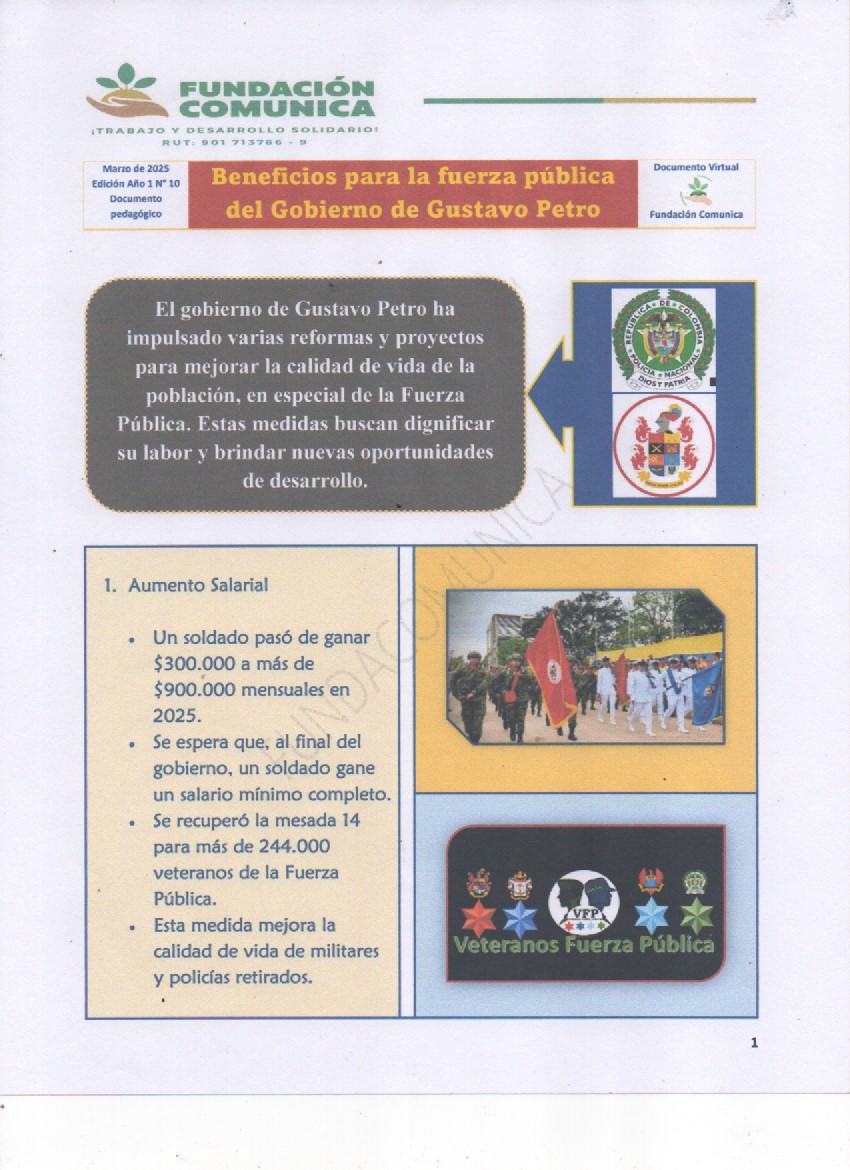 FUNDACIÓN
COMUNICA
¡TRABAJO Y DESARROLLO SOLIDARIO!
RUT: 901 713786 - 9
Marzo de 2025
Edición Año 1 N° 10
Documento
pedagógico
Beneficios para la fuerza pública
del Gobierno de Gustavo Petro
Documento Virtual
Fundación Comunica
El gobierno de Gustavo Petro ha
impulsado varias reformas y proyectos
para mejorar la calidad de vida de la
población, en especial de la Fuerza
Pública. Estas medidas buscan dignificar
su labor y brindar nuevas oportunidades
de desarrollo.
REPUBLICA DE COLOMBIA
POLICIA NACIONAL
DIOS Y PATRIA
FUNDACOMUNICA
1. Aumento Salarial
• Un soldado pasó de ganar
$300.000 a más de
$900.000 mensuales en
2025.
• Se espera que, al final del
gobierno, un soldado gane
un salario mínimo completo.
• Se recuperó la mesada 14
para más de 244.000
veteranos de la Fuerza
Pública.
• Esta medida mejora la
calidad de vida de militares
y policías retirados.
VFP
Veteranos Fuerza Pública
1